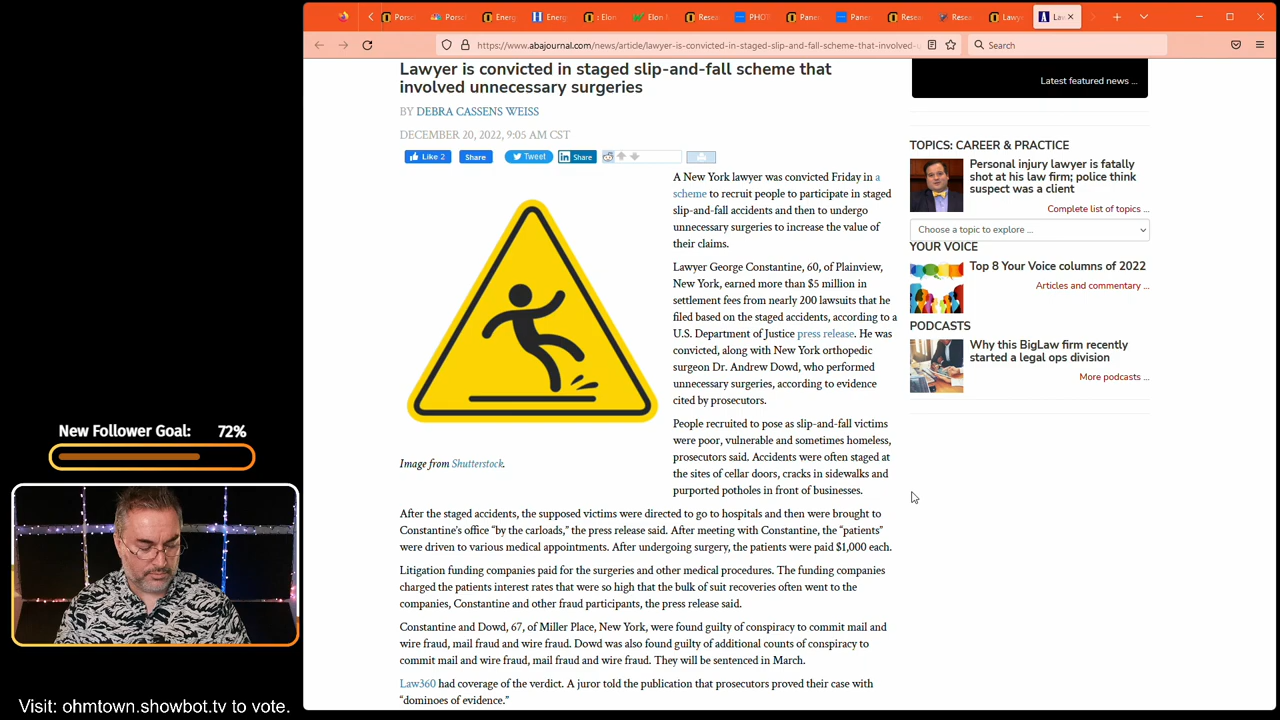 Porsc
Porsc
Energ
Energ
Elon
Elon M
Resea
PHOT
Panera
Panes
Resea
Resea
Lawye
Law
https://www.abajournal.com/news/article/lawyer-is-convicted-in-staged-slip-and-fall-scheme-that-involved-u
Search
Lawyer is convicted in staged slip-and-fall scheme that
involved unnecessary surgeries
BY DEBRA CASSENS WEISS
DECEMBER 20, 2022, 9:05 AM CST
Like 2
Share
Tweet
Share
A New York lawyer was convicted Friday in a
scheme to recruit people to participate in staged
slip-and-fall accidents and then to undergo
unnecessary surgeries to increase the value of
their claims.
Lawyer George Constantine, 60, of Plainview,
New York, earned more than $5 million in
settlement fees from nearly 200 lawsuits that he
filed based on the staged accidents, according to a
U.S. Department of Justice press release. He was
convicted, along with New York orthopedic
surgeon Dr. Andrew Dowd, who performed
unnecessary surgeries, according to evidence
cited by prosecutors.
People recruited to pose as slip-and-fall victims
were poor, vulnerable and sometimes homeless,
prosecutors said. Accidents were often staged at
the sites of cellar doors, cracks in sidewalks and
purported potholes in front of businesses.
Image from Shutterstock.
After the staged accidents, the supposed victims were directed to go to hospitals and then were brought to
Constantine's office “by the carloads,” the press release said. After meeting with Constantine, the “patients”
were driven to various medical appointments. After undergoing surgery, the patients were paid $1,000 each.
Litigation funding companies paid for the surgeries and other medical procedures. The funding companies
charged the patients interest rates that were so high that the bulk of suit recoveries often went to the
companies, Constantine and other fraud participants, the press release said.
Constantine and Dowd, 67, of Miller Place, New York, were found guilty of conspiracy to commit mail and
wire fraud, mail fraud and wire fraud. Dowd was also found guilty of additional counts of conspiracy to
commit mail and wire fraud, mail fraud and wire fraud. They will be sentenced in March.
Law360 had coverage of the verdict. A juror told the publication that prosecutors proved their case with
“dominoes of evidence.”
Latest featured news ...
TOPICS: CAREER & PRACTICE
Personal injury lawyer is fatally
shot at his law firm; police think
suspect was a client
Complete list of topics ...
Choose a topic to explore ...
YOUR VOICE
Top 8 Your Voice columns of 2022
Articles and commentary ...
PODCASTS
Why this BigLaw firm recently
started a legal ops division
More podcasts ...
New Follower Goal: 72%
Visit: ohmtown.showbot.tv to vote.